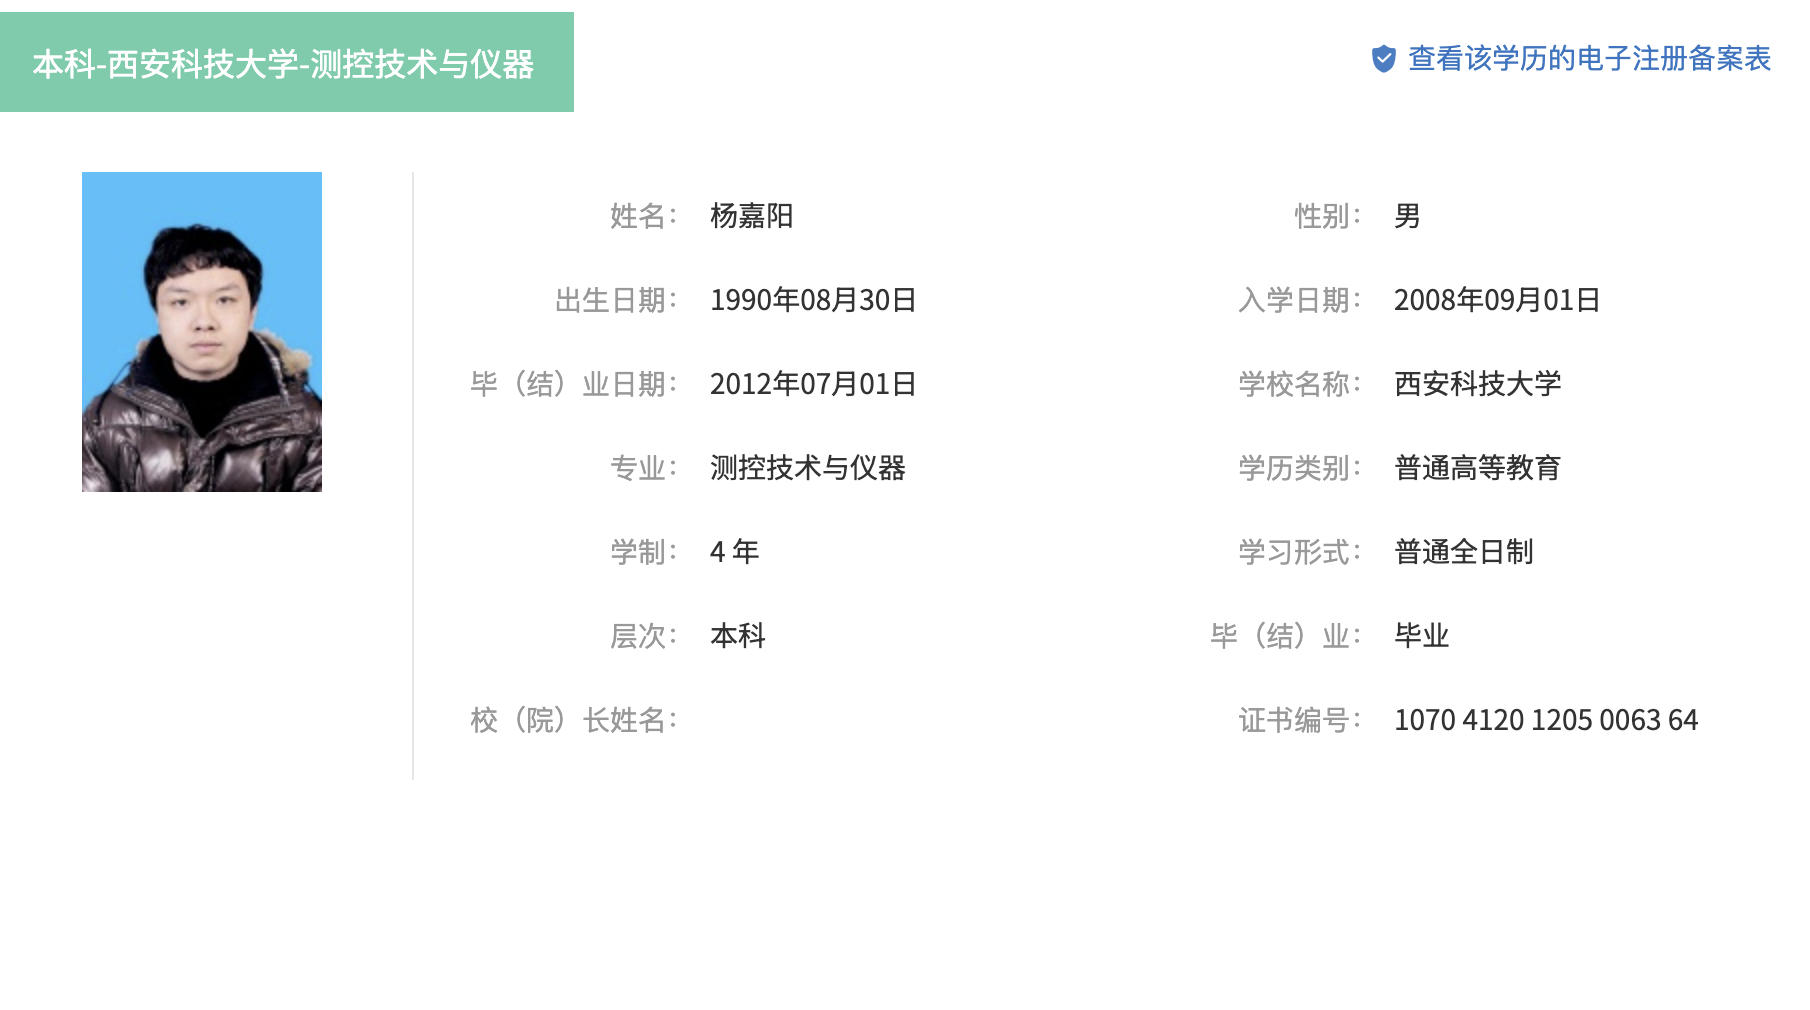 本科-西安科技大学-测控技术与仪器
查看该学历的电子注册备案表
姓名： 杨嘉阳 性别： 男
出生日期： 1990年08月30日 入学日期： 2008年09月01日
毕（结）业日期： 2012年07月01日 学校名称： 西安科技大学
专业： 测控技术与仪器 学历类别： 普通高等教育
学制： 4 年 学习形式： 普通全日制
层次： 本科 毕（结）业： 毕业
校（院）长姓名： 证书编号： 1070 4120 1205 0063 64